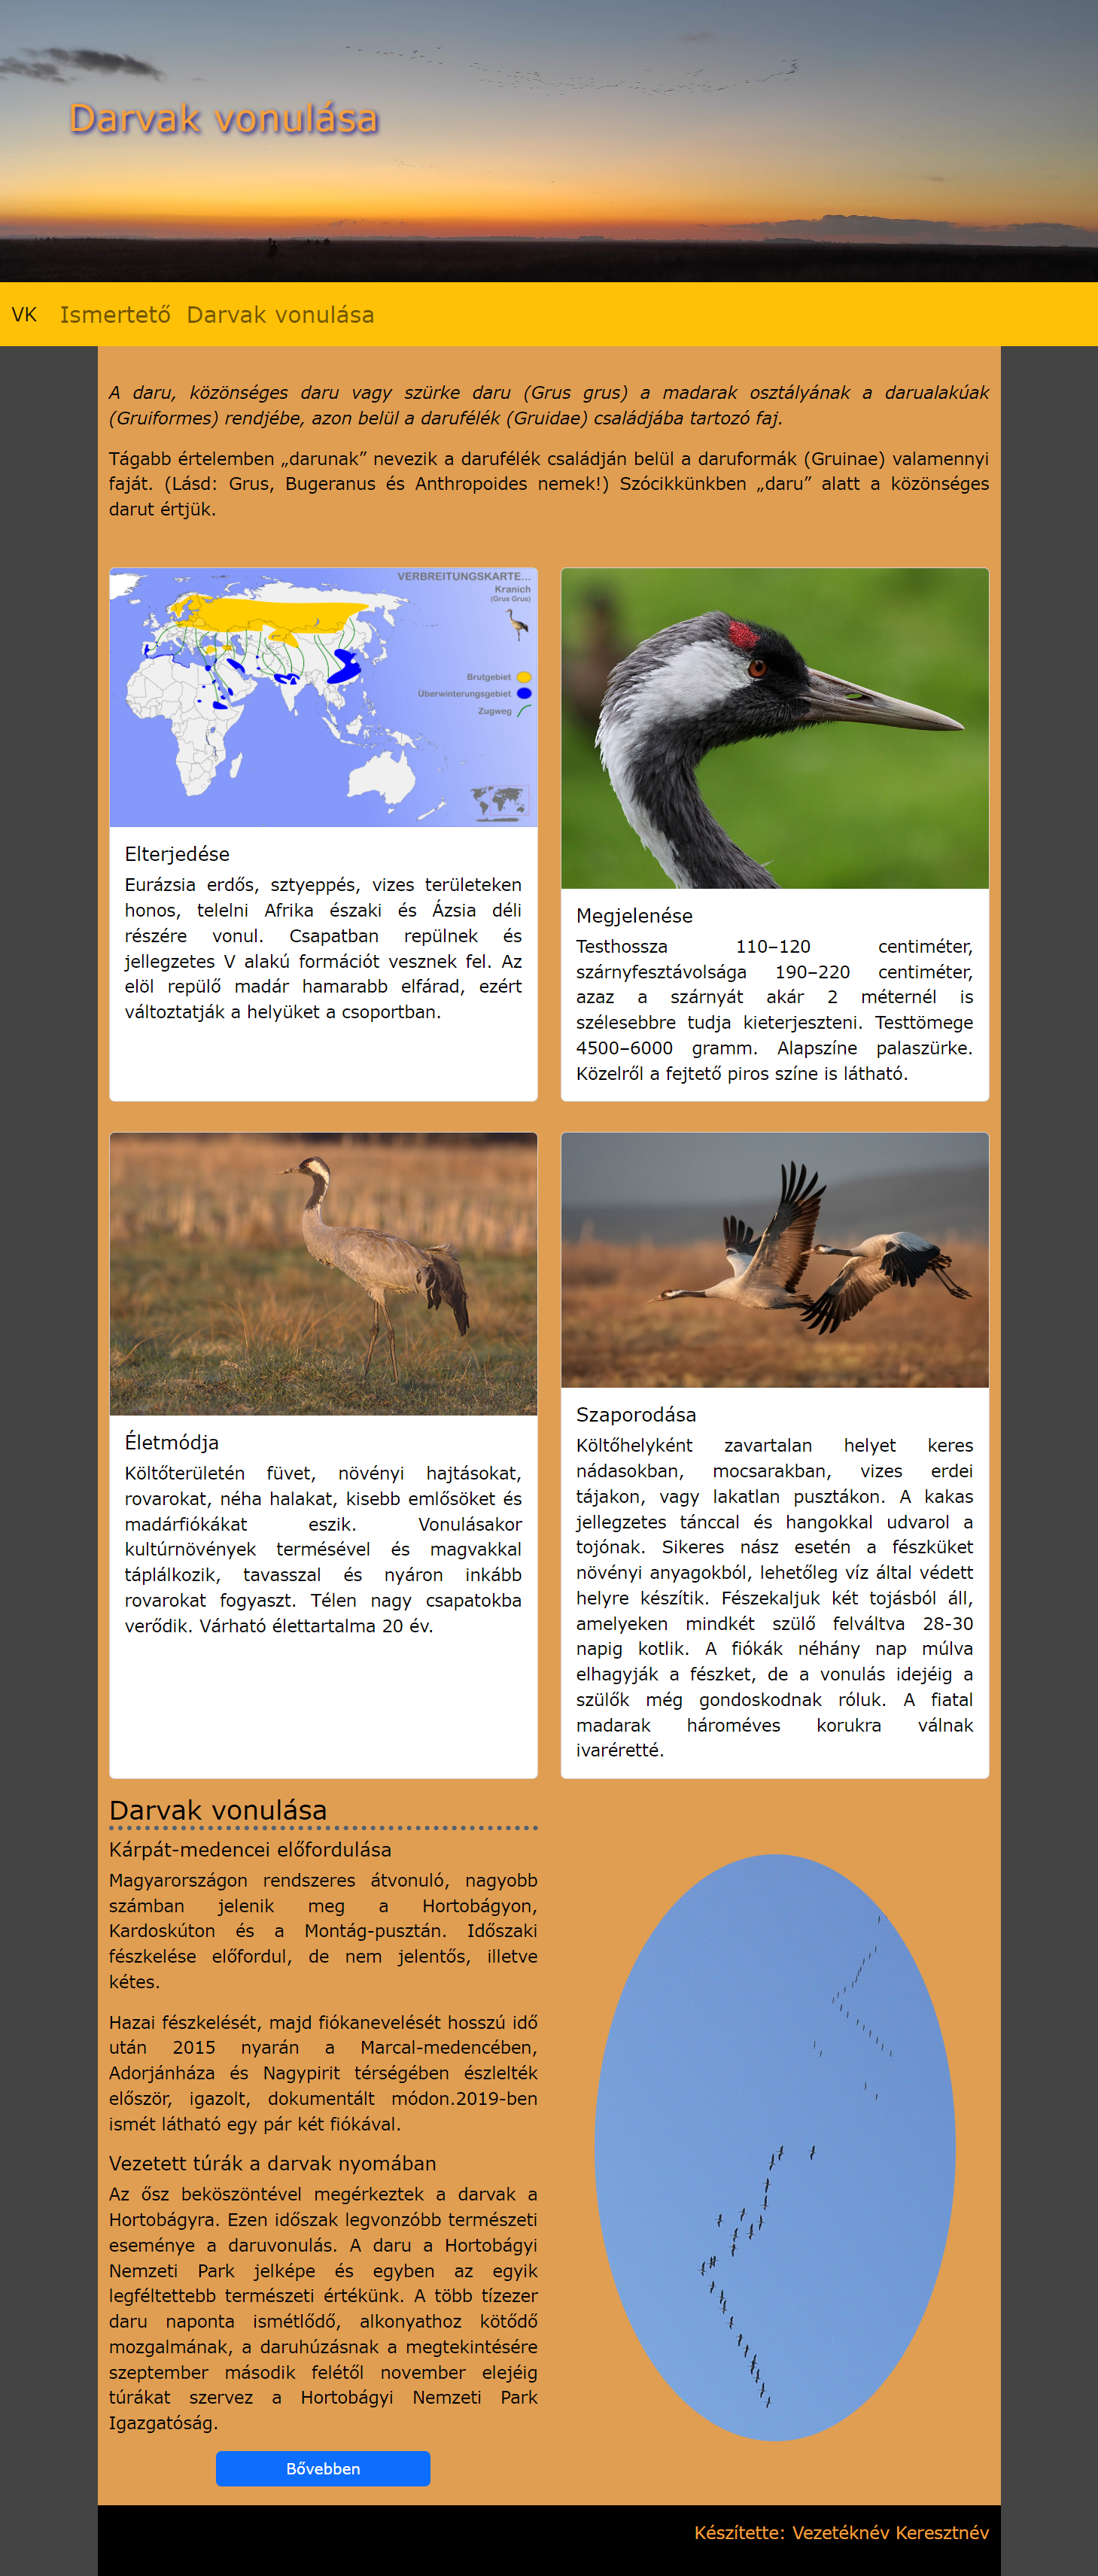 Darvak vonulása
VK Ismertető Darvak vonulása
A daru, közönséges daru vagy szürke daru (Grus grus) a madarak osztályának a darualakúak
(Gruiformes) rendjébe, azon belül a darufélék (Gruidae) családjába tartozó faj.
Tágabb értelemben „darunak” nevezik a darufélék családján belül a daruformák (Gruinae) valamennyi
faját. (Lásd: Grus, Bugeranus és Anthropoides nemek!) Szócikkünkben „daru” alatt a közönséges
darut értjük.
VERBREITUNGSKARTE...
Kranich
(Grus Grus)
Brutgebiet
Überwinterungsgebiet
Zugweg
Elterjedése
Eurázsia erdős, sztyeppés, vizes területeken
honos, telelni Afrika északi és Ázsia déli
részére vonul. Csapatban repülnek és
jellegzetes V alakú formációt vesznek fel. Az
elöl repülő madár hamarabb elfárad, ezért
változtatják a helyüket a csoportban.
Megjelenése
Testhossza 110–120 centiméter,
szárnyfesztávolsága 190–220 centiméter,
azaz a szárnyát akár 2 méternél is
szélesebbre tudja kieterjeszteni. Testtömege
4500–6000 gramm. Alapszíne palaszürke.
Közelről a fejtető piros színe is látható.
Életmódja
Költőterületén füvet, növényi hajtásokat,
rovarokat, néha halakat, kisebb emlősöket és
madárfiókákat eszik. Vonulásakor
kultúrnövények termésével és magvakkal
táplálkozik, tavasszal és nyáron inkább
rovarokat fogyaszt. Télen nagy csapatokba
verődik. Várható élettartalma 20 év.
Szaporodása
Költőhelyként zavartalan helyet keres
nádasokban, mocsarakban, vizes erdei
tájakon, vagy lakatlan pusztákon. A kakas
jellegzetes tánccal és hangokkal udvarol a
tojónak. Sikeres nász esetén a fészküket
növényi anyagokból, lehetőleg víz által védett
helyre készítik. Fészekaljuk két tojásból áll,
amelyeken mindkét szülő felváltva 28-30
napig kotlik. A fiókák néhány nap múlva
elhagyják a fészket, de a vonulás idejéig a
szülők még gondoskodnak róluk. A fiatal
madarak hároméves korukra válnak
ivaréretté.
Darvak vonulása
Kárpát-medencei előfordulása
Magyarországon rendszeres átvonuló, nagyobb
számban jelenik meg a Hortobágyon,
Kardoskúton és a Montág-pusztán. Időszaki
fészkelése előfordul, de nem jelentős, illetve
kétes.
Hazai fészkelését, majd fiókanevelését hosszú idő
után 2015 nyarán a Marcal-medencében,
Adorjánháza és Nagypirit térségében észlelték
először, igazolt, dokumentált módon.2019-ben
ismét látható egy pár két fiókával.
Vezetett túrák a darvak nyomában
Az ősz beköszöntével megérkeztek a darvak a
Hortobágyra. Ezen időszak legvonzóbb természeti
eseménye a daruvonulás. A daru a Hortobágyi
Nemzeti Park jelképe és egyben az egyik
legféltettebb természeti értékünk. A több tízezer
daru naponta ismétlődő, alkonyathoz kötődő
mozgalmának, a daruhúzásnak a megtekintésére
szeptember második felétől november elejéig
túrákat szervez a Hortobágyi Nemzeti Park
Igazgatóság.
Bővebben
Készítette: Vezetéknév Keresztnév